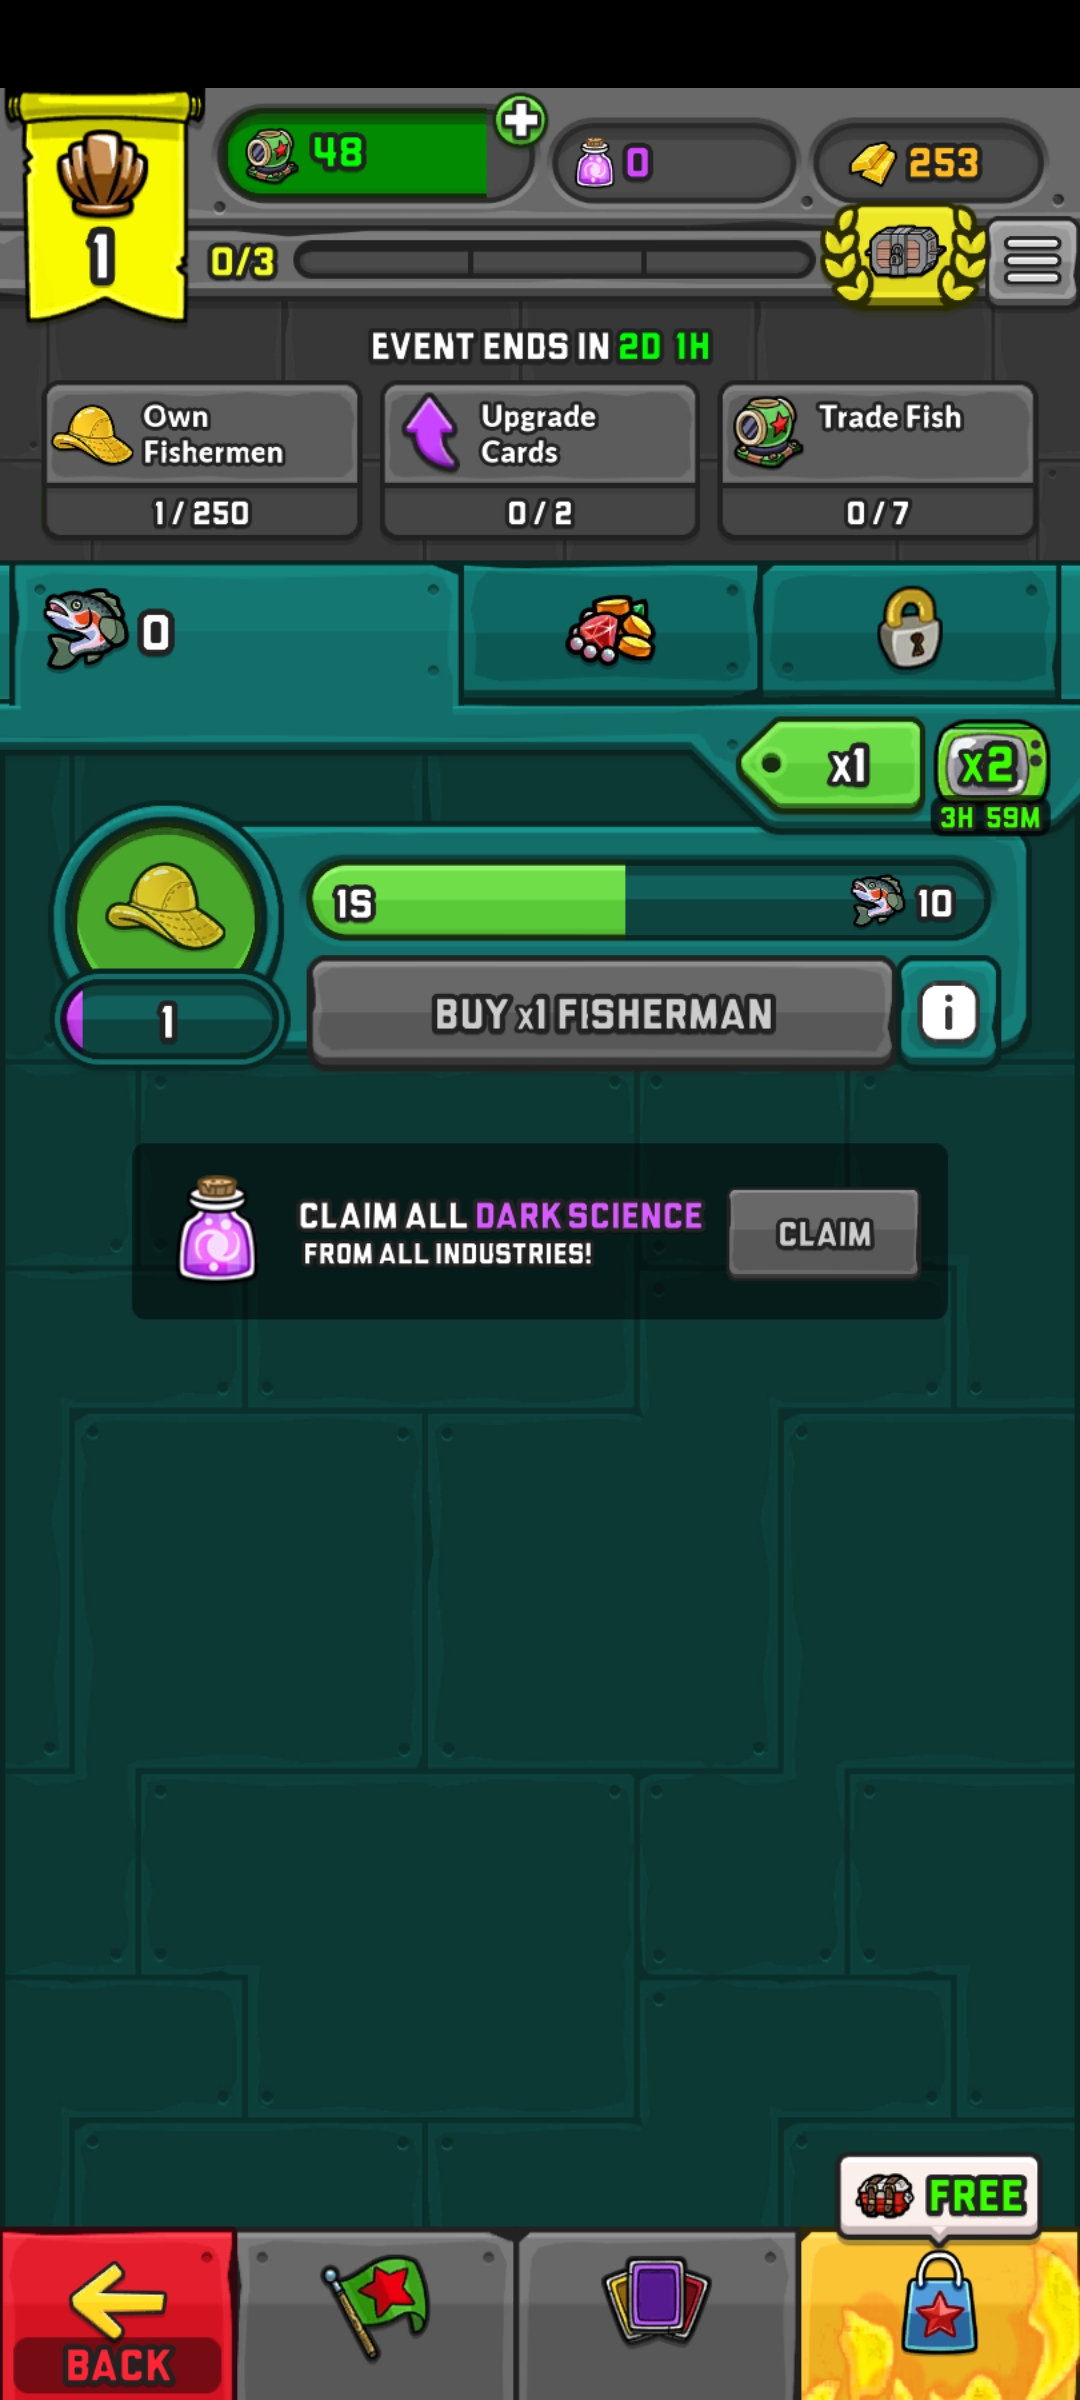 48
0
253
1
0/3
EVENT ENDS IN 2D 1H
Own
Fishermen
1 / 250
Upgrade
Cards
0 / 2
Trade Fish
0 / 7
0
x1
x2
3H 59M
1S
10
1
BUY x1 FISHERMAN
i
CLAIM ALL DARK SCIENCE
FROM ALL INDUSTRIES!
CLAIM
FREE
BACK